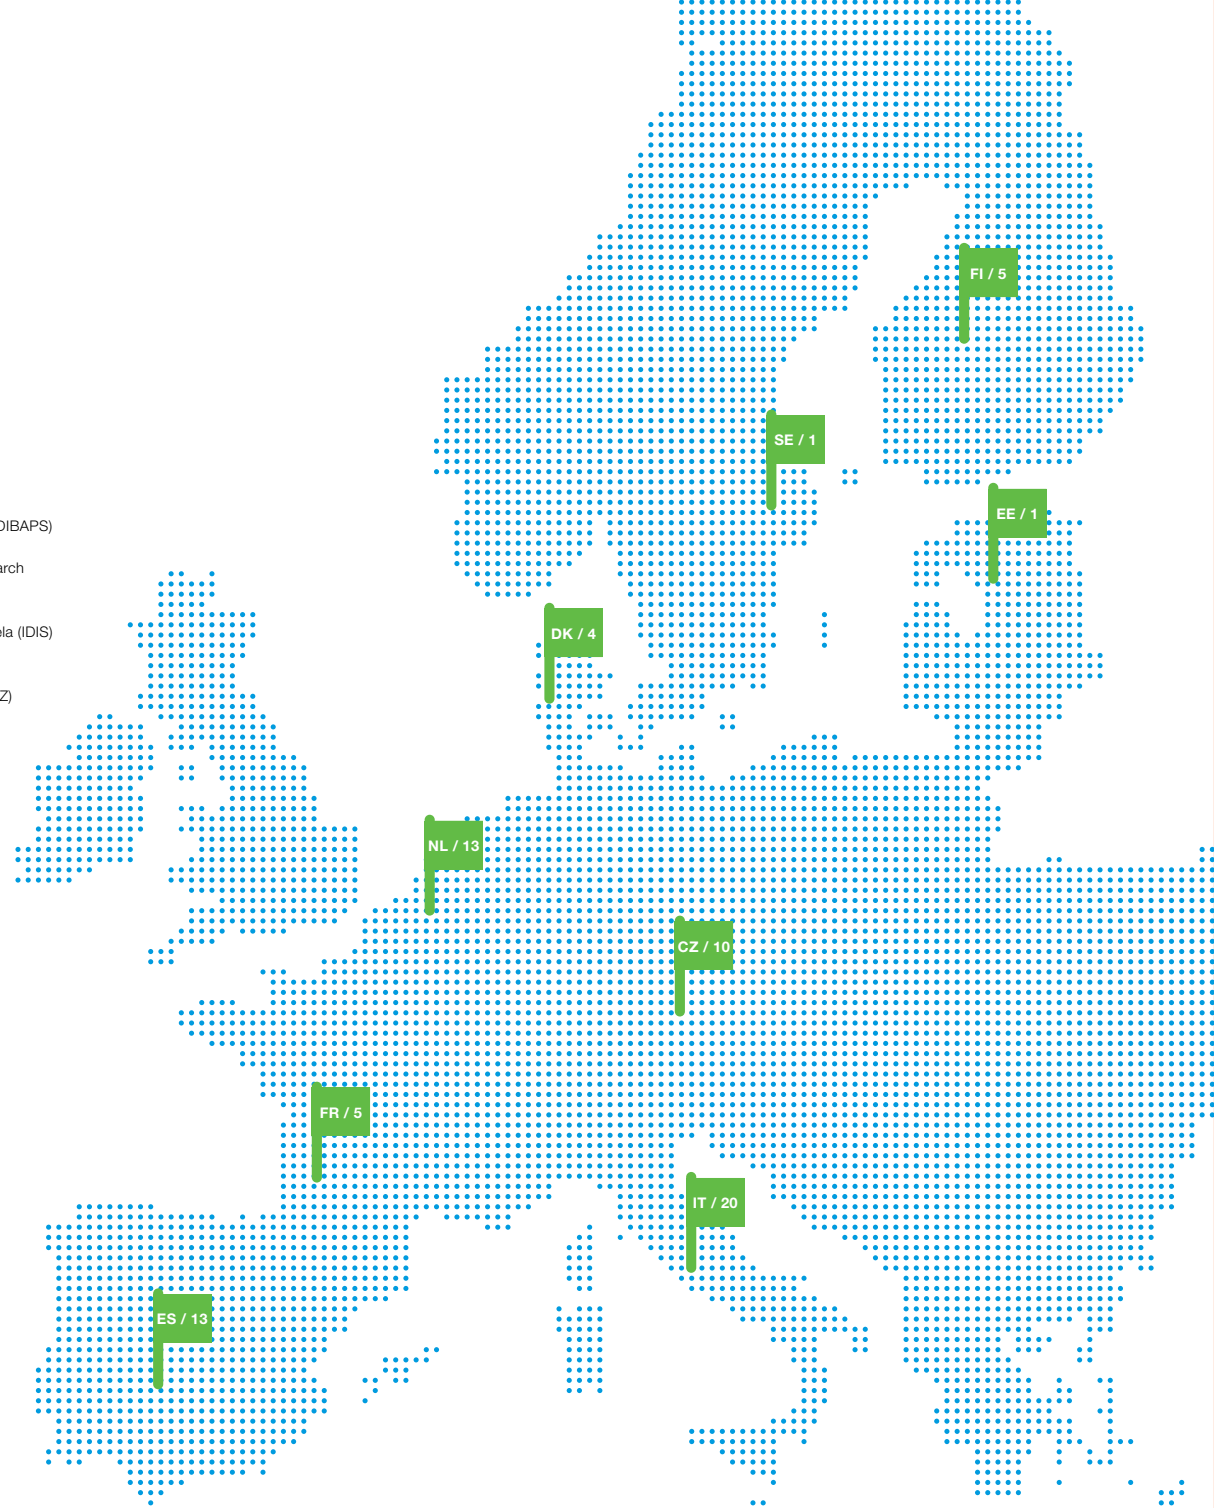 FI / 5
SE / 1
EE / 1
DIBAPS)
arch
ela (IDIS)
DK / 4
Z)
NL / 13
CZ / 10
FR / 5
IT / 20
ES / 13